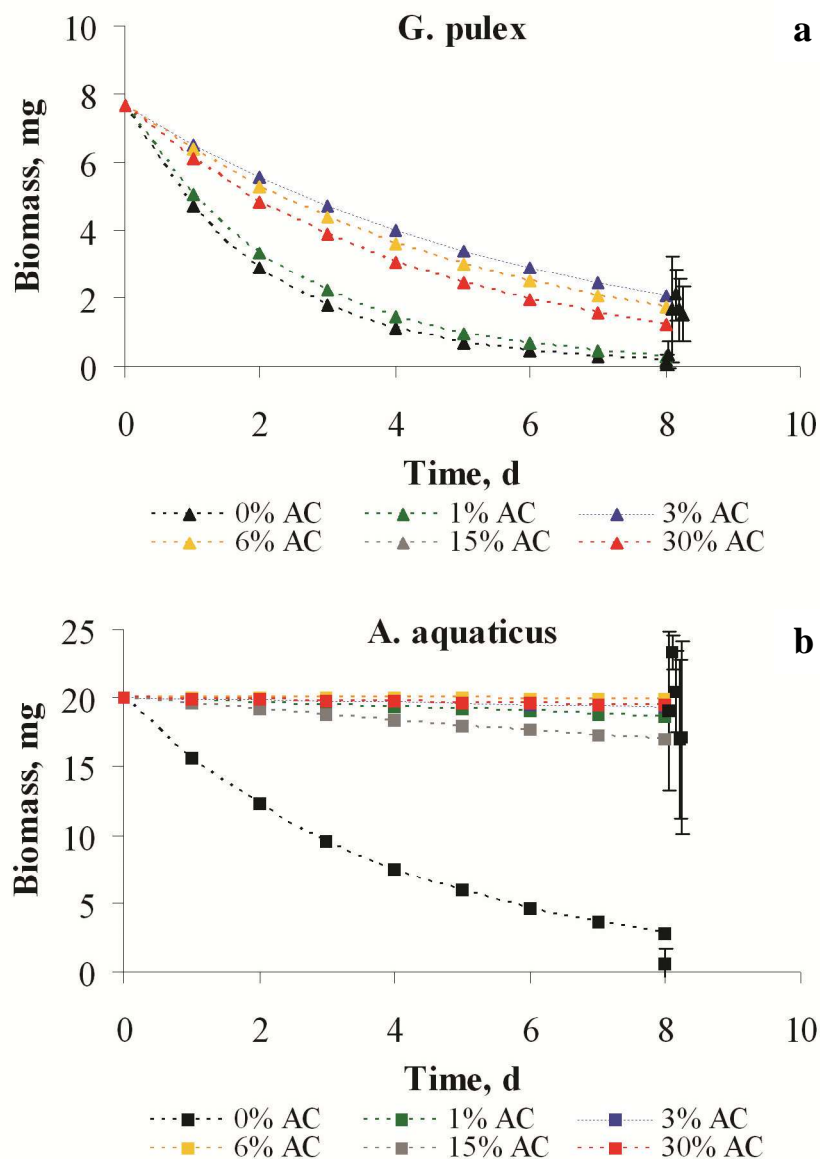 G. pulex
a
10
8
6
4
2
0
Biomass, mg
0 2 4 6 8 10
Time, d
0% AC 1% AC 3% AC
6% AC 15% AC 30% AC
A. aquaticus
b
25
20
15
10
5
0
Biomass, mg
0 2 4 6 8 10
Time, d
0% AC 1% AC 3% AC
6% AC 15% AC 30% AC